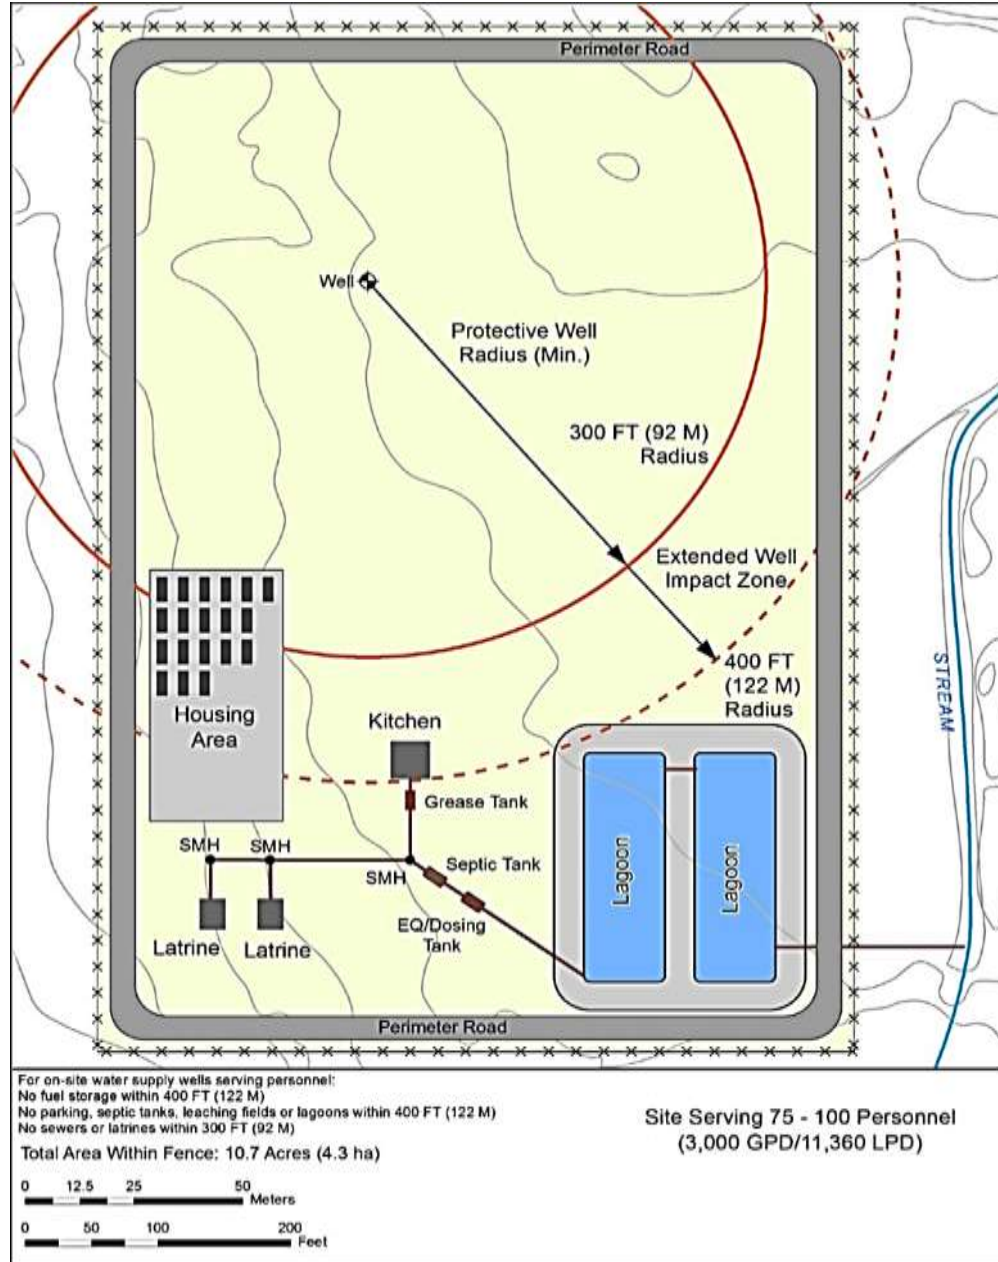 Perimeter Road
Well
Protective Well
Radius (Min.)
300 FT (92 M)
Radius
Extended Well
Impact Zone
400 FT
(122 M)
Radius
STREAM
Housing
Area
Kitchen
Grease Tank
SMH
SMH
SMH
Septic Tank
EQ/Dosing
Tank
Latrine
Latrine
Lagoon
Lagoon
Perimeter Road
For on-site water supply wells serving personnel:
No fuel storage within 400 FT (122 M)
No parking, septic tanks, leaching fields or lagoons within 400 FT (122 M)
No sewers or latrines within 300 FT (92 M)
Total Area Within Fence: 10.7 Acres (4.3 ha)
Site Serving 75 - 100 Personnel
(3,000 GPD/11,360 LPD)
0 12.5 25 50
Meters
0 50 100 200
Feet